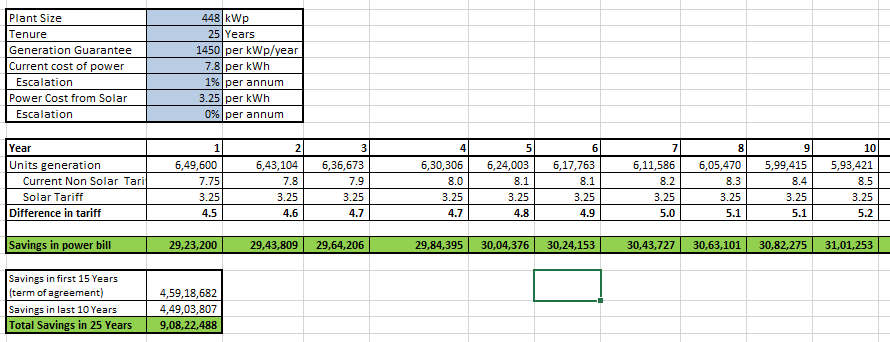 Plant Size 448 kWp
Tenure 25 Years
Generation Guarantee 1450 per kWp/year
Current cost of power 7.8 per kWh
Escalation 1% per annum
Power Cost from Solar 3.25 per kWh
Escalation 0% per annum
Year 1 2 3 4 5 6 7 8 9 10
Units generation 6,49,600 6,43,104 6,36,673 6,30,306 6,24,003 6,17,763 6,11,586 6,05,470 5,99,415 5,93,421
Current Non Solar Tari 7.75 7.8 7.9 8.0 8.1 8.1 8.2 8.3 8.4 8.5
Solar Tariff 3.25 3.25 3.25 3.25 3.25 3.25 3.25 3.25 3.25 3.25
Difference in tariff 4.5 4.6 4.7 4.7 4.8 4.9 5.0 5.1 5.1 5.2
Savings in power bill 29,23,200 29,43,809 29,64,206 29,84,395 30,04,376 30,24,153 30,43,727 30,63,101 30,82,275 31,01,253
Savings in first 15 Years
(term of agreement) 4,59,18,682
Savings in last 10 Years 4,49,03,807
Total Savings in 25 Years 9,08,22,488